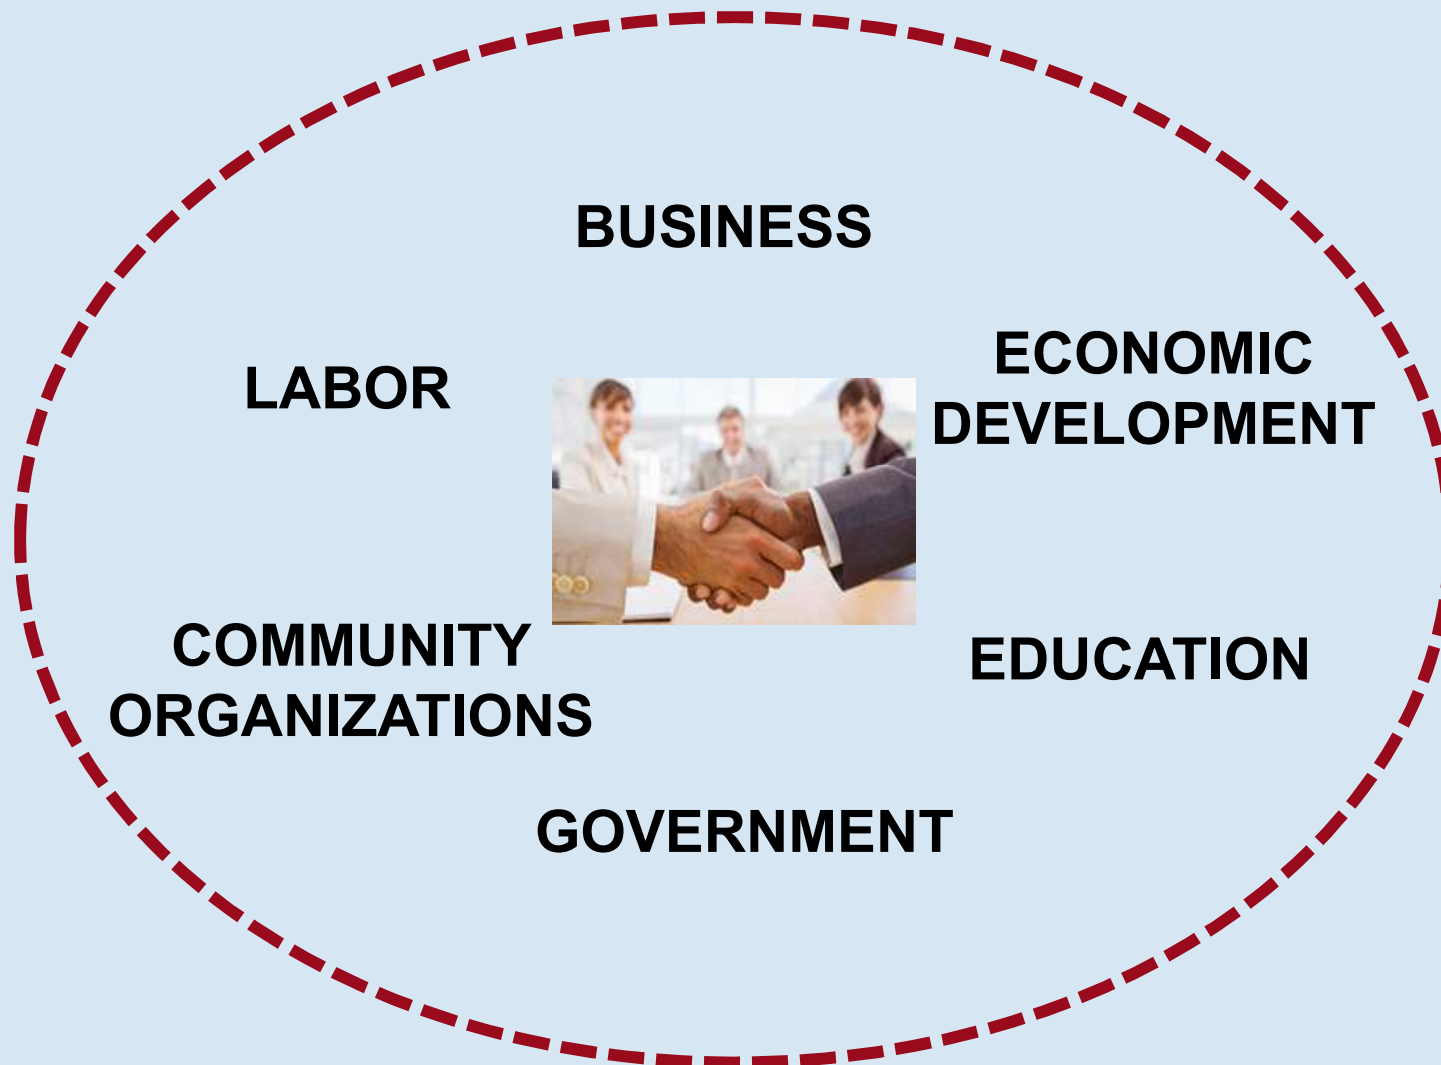 BUSINESS
LABOR
ECONOMIC
DEVELOPMENT
COMMUNITY
ORGANIZATIONS
EDUCATION
GOVERNMENT